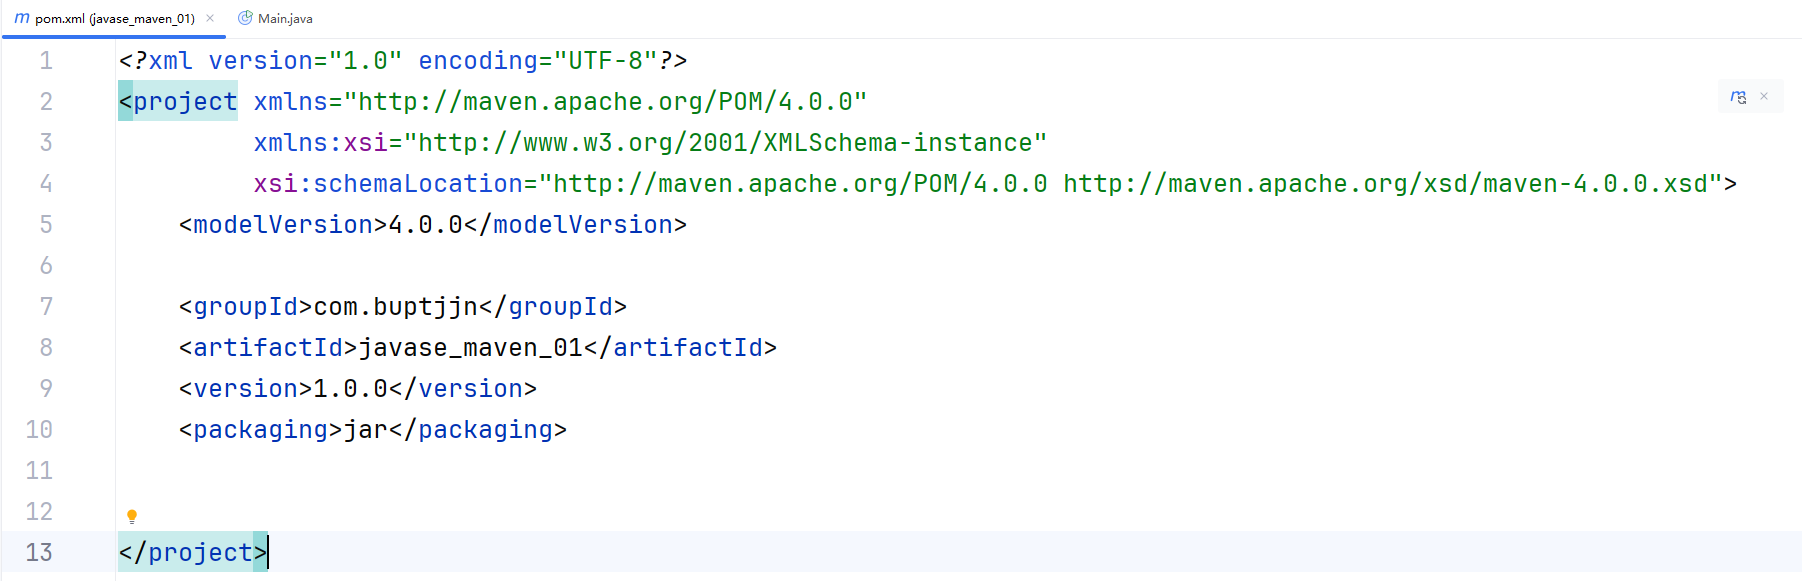 pom.xml (javase_maven_01) × Main.java
1 <?xml version="1.0" encoding="UTF-8"?>
2 <project xmlns="http://maven.apache.org/POM/4.0.0"
3 xmlns:xsi="http://www.w3.org/2001/XMLSchema-instance"
4 xsi:schemaLocation="http://maven.apache.org/POM/4.0.0 http://maven.apache.org/xsd/maven-4.0.0.xsd">
5 <modelVersion>4.0.0</modelVersion>
6
7 <groupId>com.buptjjn</groupId>
8 <artifactId>javase_maven_01</artifactId>
9 <version>1.0.0</version>
10 <packaging>jar</packaging>
11
12
13 </project>